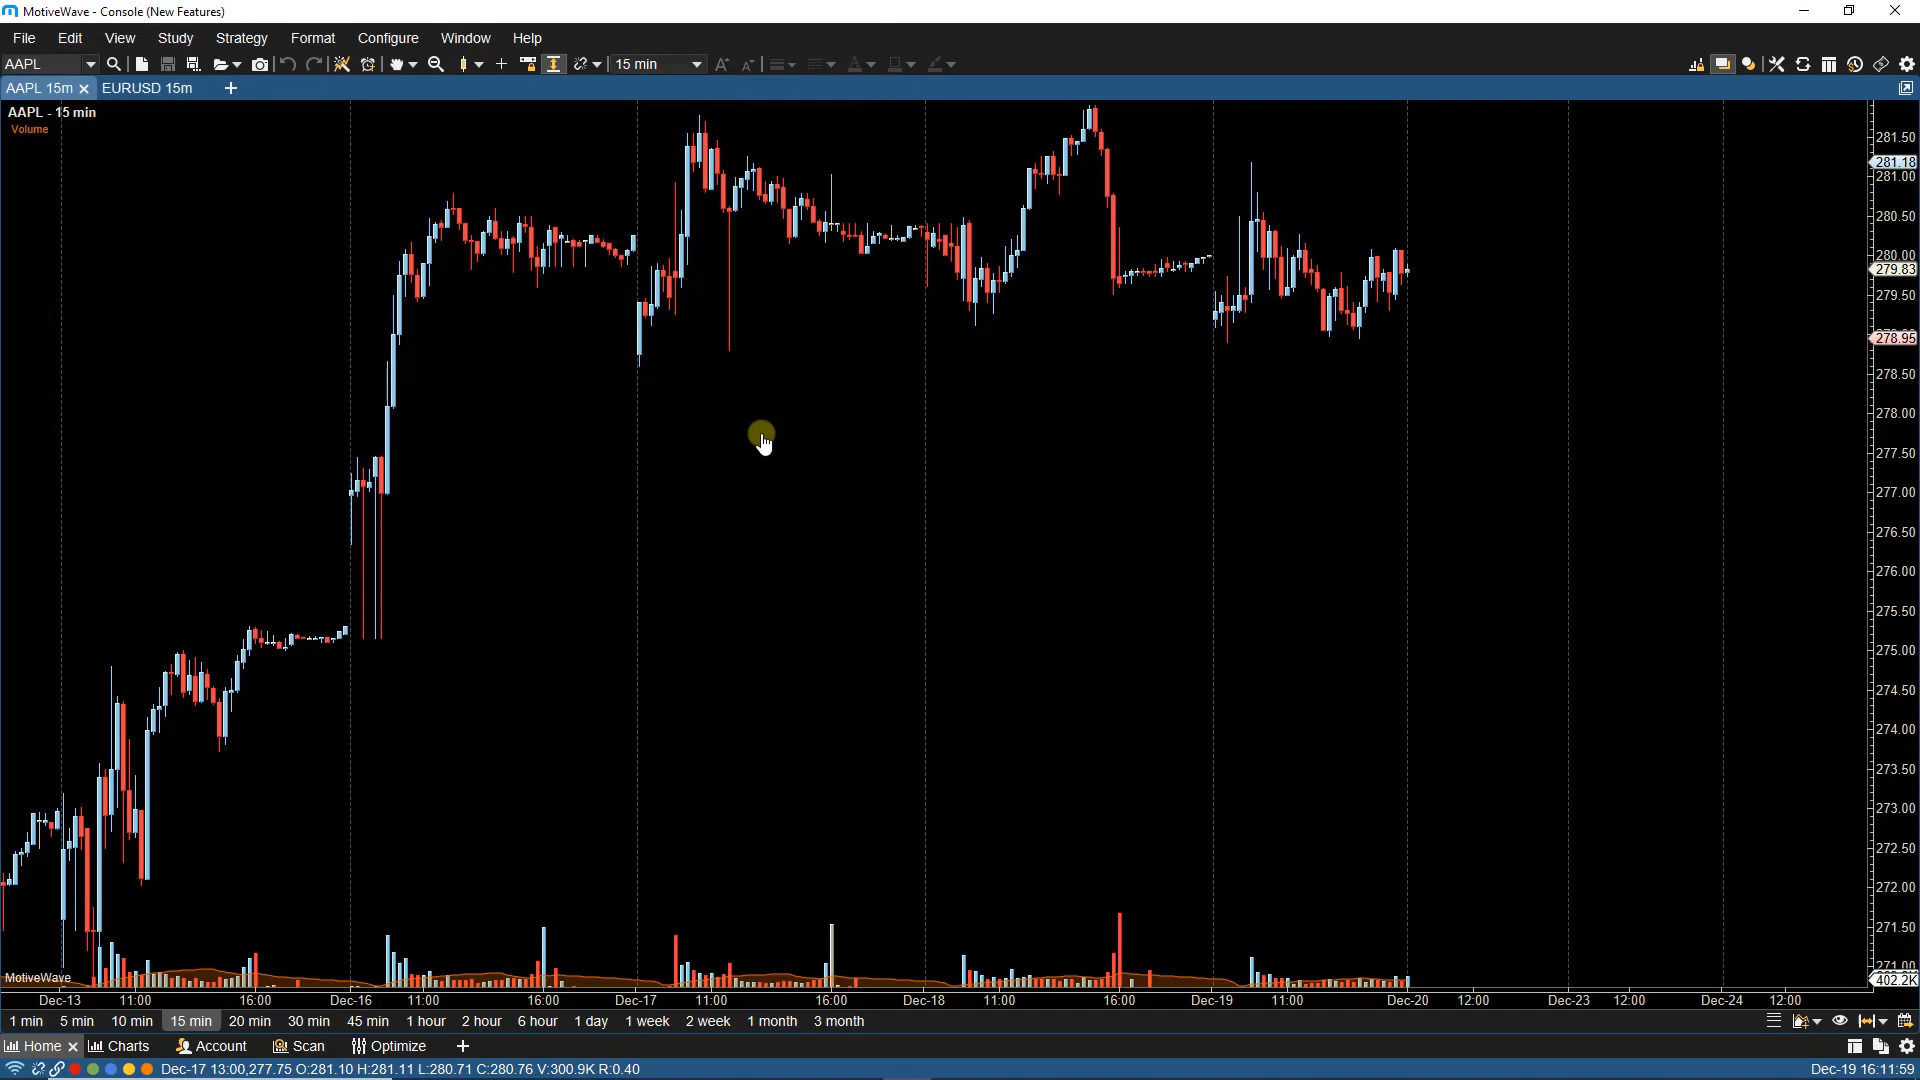 MotiveWave - Console (New Features)
File Edit View Study Strategy Format Configure Window Help
AAPL 15 min
AAPL 15m EURUSD 15m +
AAPL - 15 min
Volume
281.50
281.18
281.00
280.50
280.00
279.83
279.50
278.95
278.50
278.00
277.50
277.00
276.50
276.00
275.50
275.00
274.50
274.00
273.50
273.00
272.50
272.00
271.50
271.00
402.2K
MotiveWave
Dec-13 11:00 16:00 Dec-16 11:00 16:00 Dec-17 11:00 16:00 Dec-18 11:00 16:00 Dec-19 11:00 Dec-20 12:00 Dec-23 12:00 Dec-24 12:00
1 min 5 min 10 min 15 min 20 min 30 min 45 min 1 hour 2 hour 6 hour 1 day 1 week 2 week 1 month 3 month
Home Charts Account Scan Optimize +
Dec-17 13:00,277.75 O:281.10 H:281.11 L:280.71 C:280.76 V:300.9K R:0.40 Dec-19 16:11:59